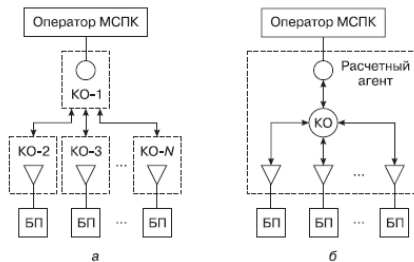 Оператор МСПК
КО-1
КО-2 КО-3 ... КО-N
БП БП ... БП
а
Оператор МСПК
Расчетный
агент
КО
...
БП БП ... БП
б